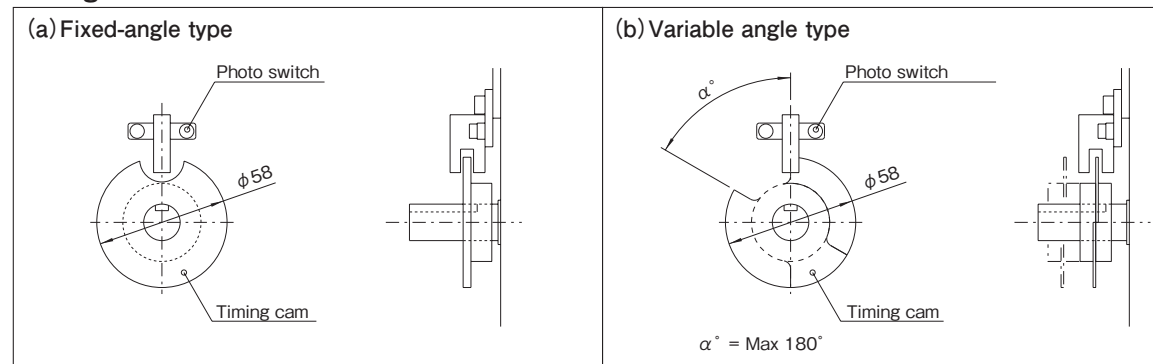 (a) Fixed-angle type
Photo switch
φ58
Timing cam
(b) Variable angle type
α°
Photo switch
φ58
Timing cam
α° = Max 180°